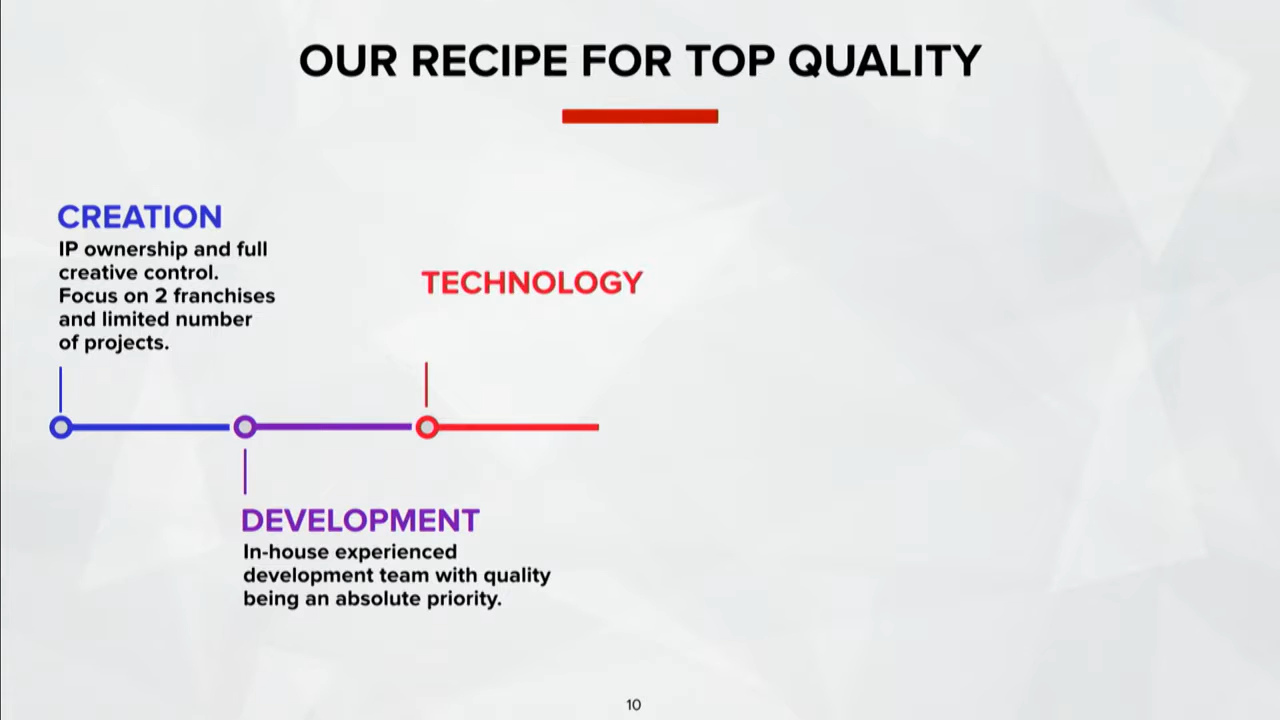 OUR RECIPE FOR TOP QUALITY
CREATION
IP ownership and full
creative control.
Focus on 2 franchises
and limited number
of projects.
TECHNOLOGY
DEVELOPMENT
In-house experienced
development team with quality
being an absolute priority.
10